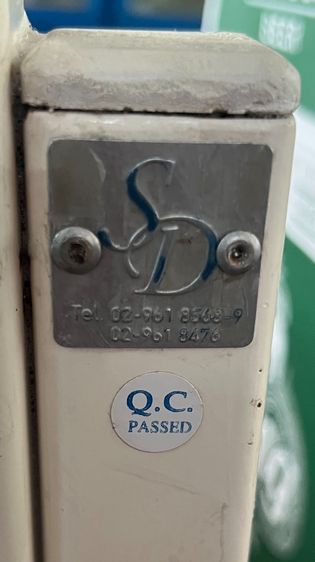 SD
Tel. 02-961 8568-9
02-961 8476
Q.C.
PASSED